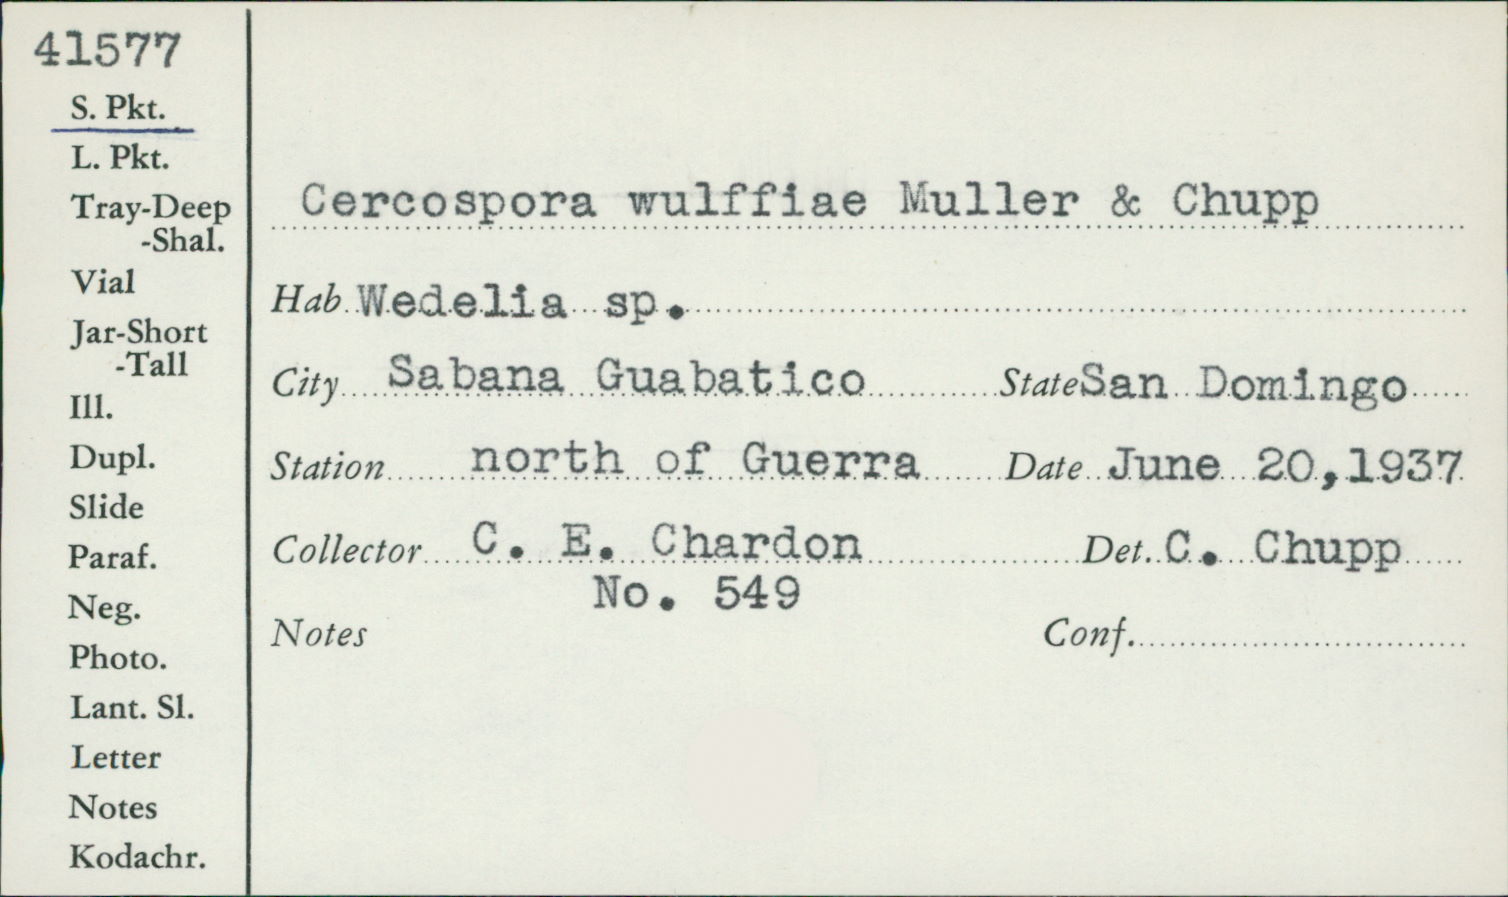 41577
S. Pkt.
L. Pkt.
Tray-Deep
-Shal.
Vial
Jar-Short
-Tall
Ill.
Dupl.
Slide
Paraf.
Neg.
Photo.
Lant. Sl.
Letter
Notes
Kodachr.
Cercospora wulffiae Muller & Chupp
Hab Wedelia sp.
City Sabana Guabatico State San Domingo
Station north of Guerra Date June 20,1937
Collector C. E. Chardon Det. C. Chupp
No. 549
Notes Conf.